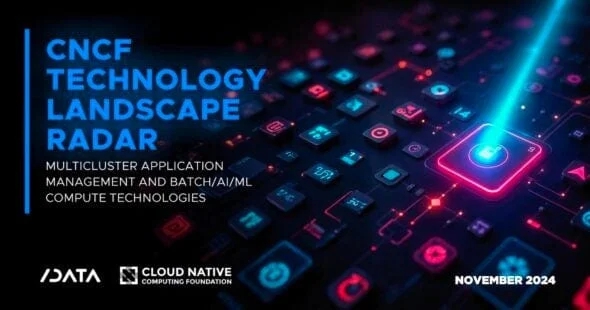 CNCF
TECHNOLOGY
LANDSCAPE
RADAR
MULTICLUSTER APPLICATION
MANAGEMENT AND BATCH/AI/ML
COMPUTE TECHNOLOGIES
/DATA
CLOUD NATIVE
COMPUTING FOUNDATION
NOVEMBER 2024